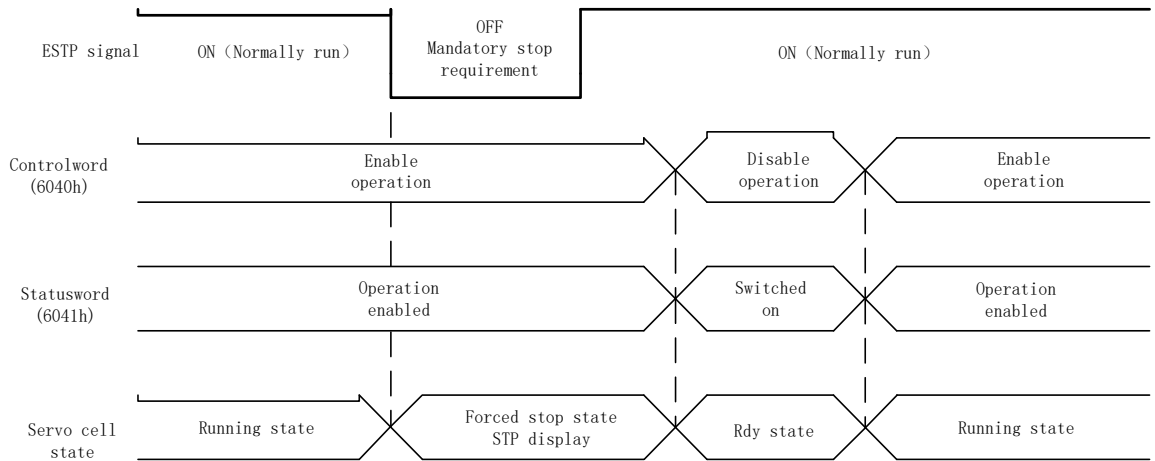 ESTP signal
ON（Normally run）
OFF
Mandatory stop
requirement
ON（Normally run）
Controlword
(6040h)
Enable
operation
Disable
operation
Enable
operation
Statusword
(6041h)
Operation
enabled
Switched
on
Operation
enabled
Servo cell
state
Running state
Forced stop state
STP display
Rdy state
Running state